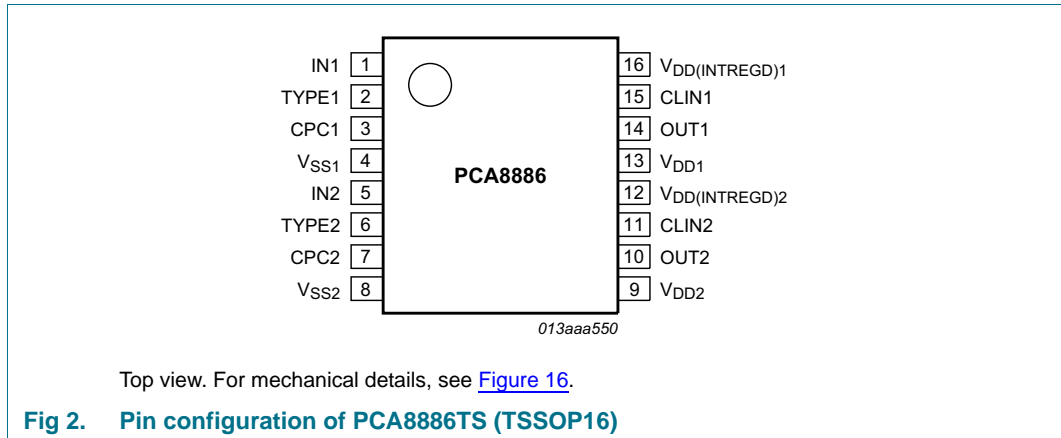 IN1 1 16 VDD(INTREGD)1
TYPE1 2 15 CLIN1
CPC1 3 14 OUT1
VSS1 4 13 VDD1
PCA8886
IN2 5 12 VDD(INTREGD)2
TYPE2 6 11 CLIN2
CPC2 7 10 OUT2
VSS2 8 9 VDD2
013aaa550
Top view. For mechanical details, see Figure 16.
Fig 2. Pin configuration of PCA8886TS (TSSOP16)